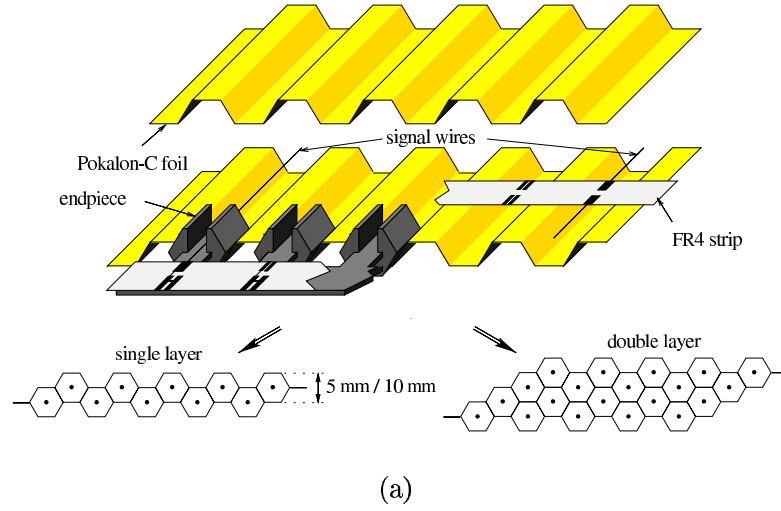 signal wires
Pokalon-C foil
endpiece
FR4 strip
single layer
double layer
5 mm / 10 mm
(a)